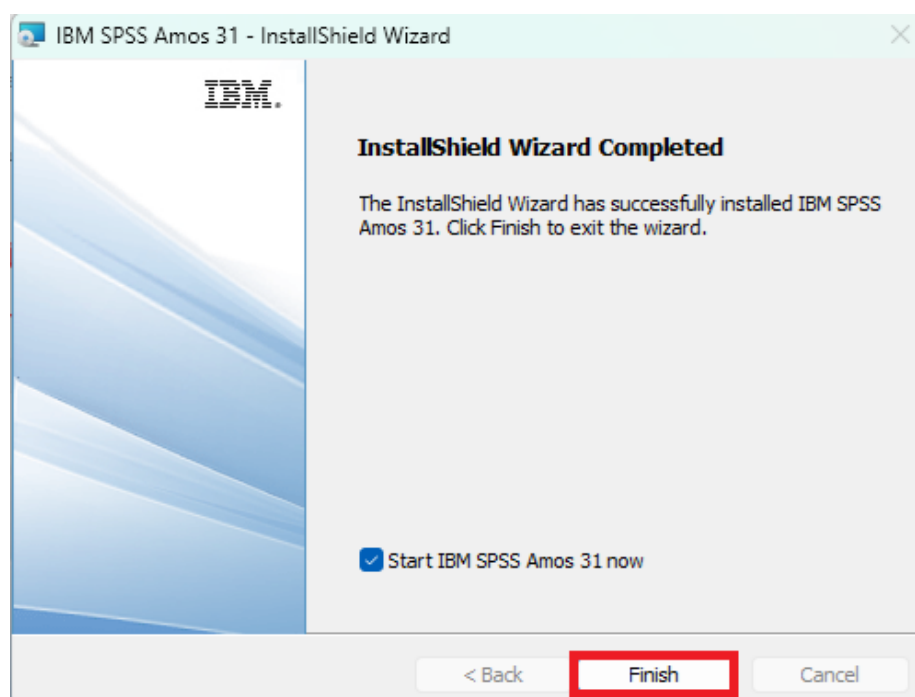 IBM SPSS Amos 31 - InstallShield Wizard
IBM.
InstallShield Wizard Completed
The InstallShield Wizard has successfully installed IBM SPSS
Amos 31. Click Finish to exit the wizard.
Start IBM SPSS Amos 31 now
< Back Finish Cancel